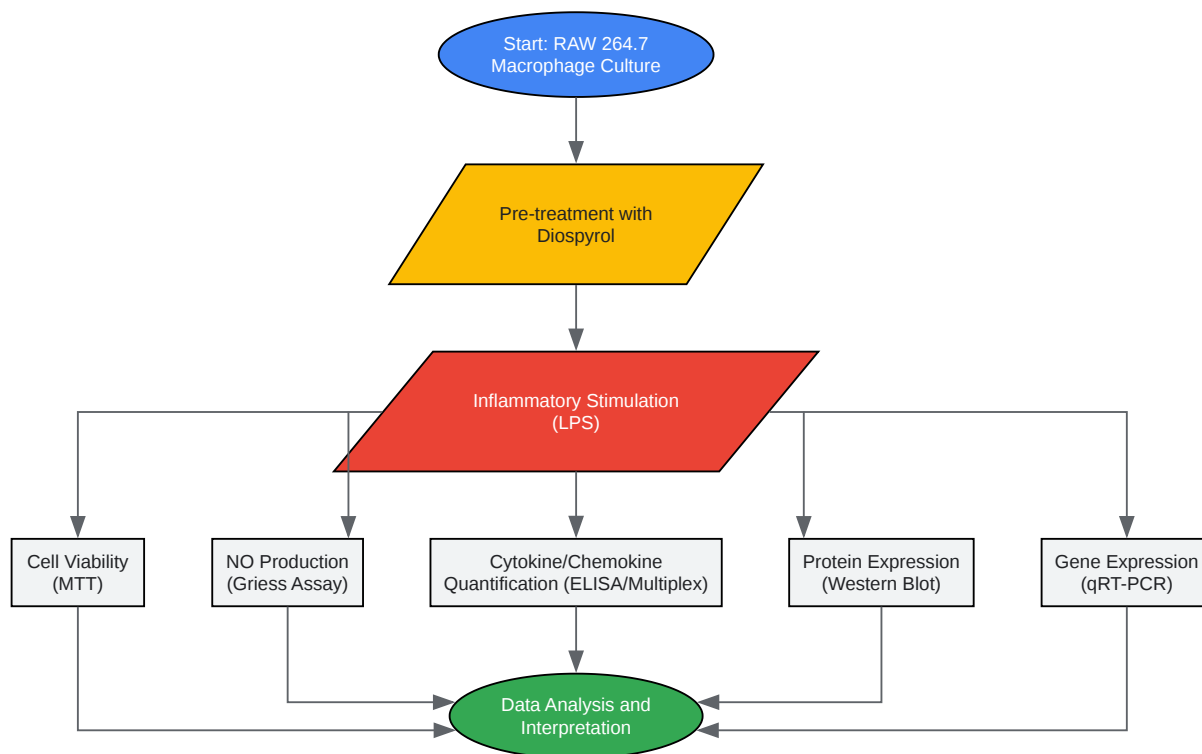 Start: RAW 264.7
Macrophage Culture
Pre-treatment with
Diospyrol
Inflammatory Stimulation
(LPS)
Cell Viability
(MTT)
NO Production
(Griess Assay)
Cytokine/Chemokine
Quantification (ELISA/Multiplex)
Protein Expression
(Western Blot)
Gene Expression
(qRT-PCR)
Data Analysis and
Interpretation